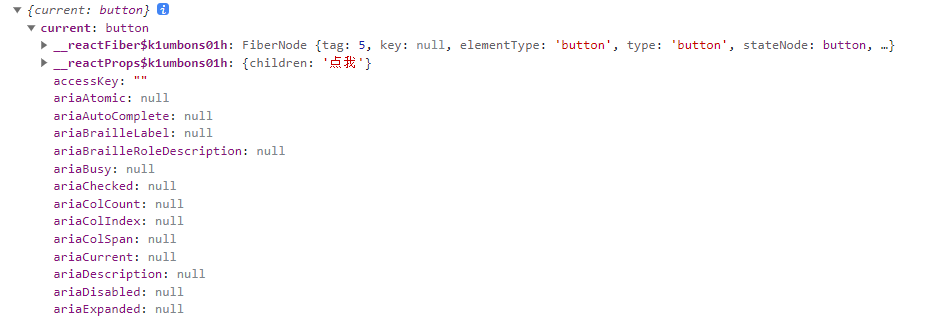 {current: button}
current: button
__reactFiber$k1umbons01h: FiberNode {tag: 5, key: null, elementType: 'button', type: 'button', stateNode: button, …}
__reactProps$k1umbons01h: {children: '点我'}
accessKey: ""
ariaAtomic: null
ariaAutoComplete: null
ariaBrailleLabel: null
ariaBrailleRoleDescription: null
ariaBusy: null
ariaChecked: null
ariaColCount: null
ariaColIndex: null
ariaColSpan: null
ariaCurrent: null
ariaDescription: null
ariaDisabled: null
ariaExpanded: null